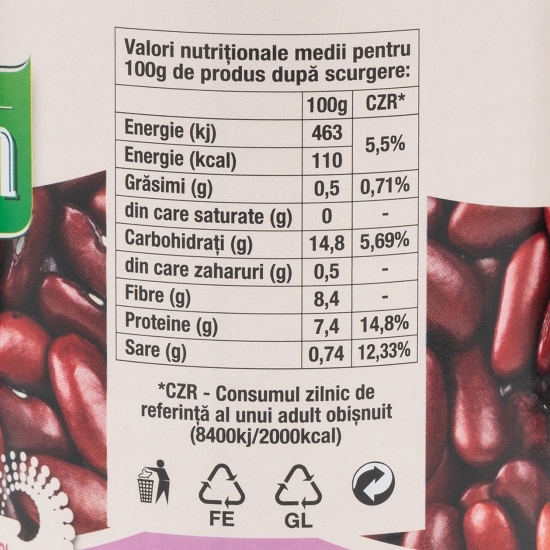 Valori nutriționale medii pentru
100g de produs după scurgere:
100g CZR*
Energie (kj) 463 5,5%
Energie (kcal) 110
Grăsimi (g) 0,5 0,71%
din care saturate (g) 0 -
Carbohidrați (g) 14,8 5,69%
din care zaharuri (g) 0,5 -
Fibre (g) 8,4 -
Proteine (g) 7,4 14,8%
Sare (g) 0,74 12,33%
*CZR - Consumul zilnic de
referință al unui adult obișnuit
(8400kj/2000kcal)
FE GL